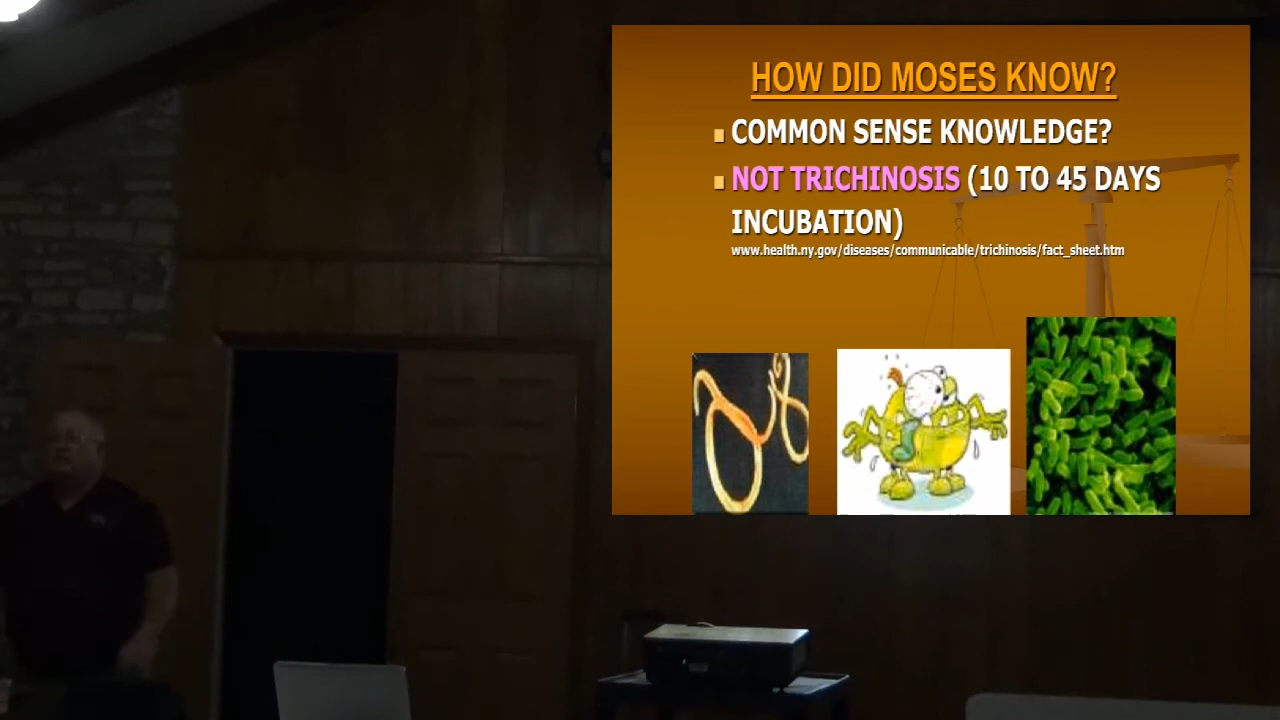 HOW DID MOSES KNOW?
COMMON SENSE KNOWLEDGE?
NOT TRICHINOSIS (10 TO 45 DAYS
INCUBATION)
www.health.ny.gov/diseases/communicable/trichinosis/fact_sheet.htm